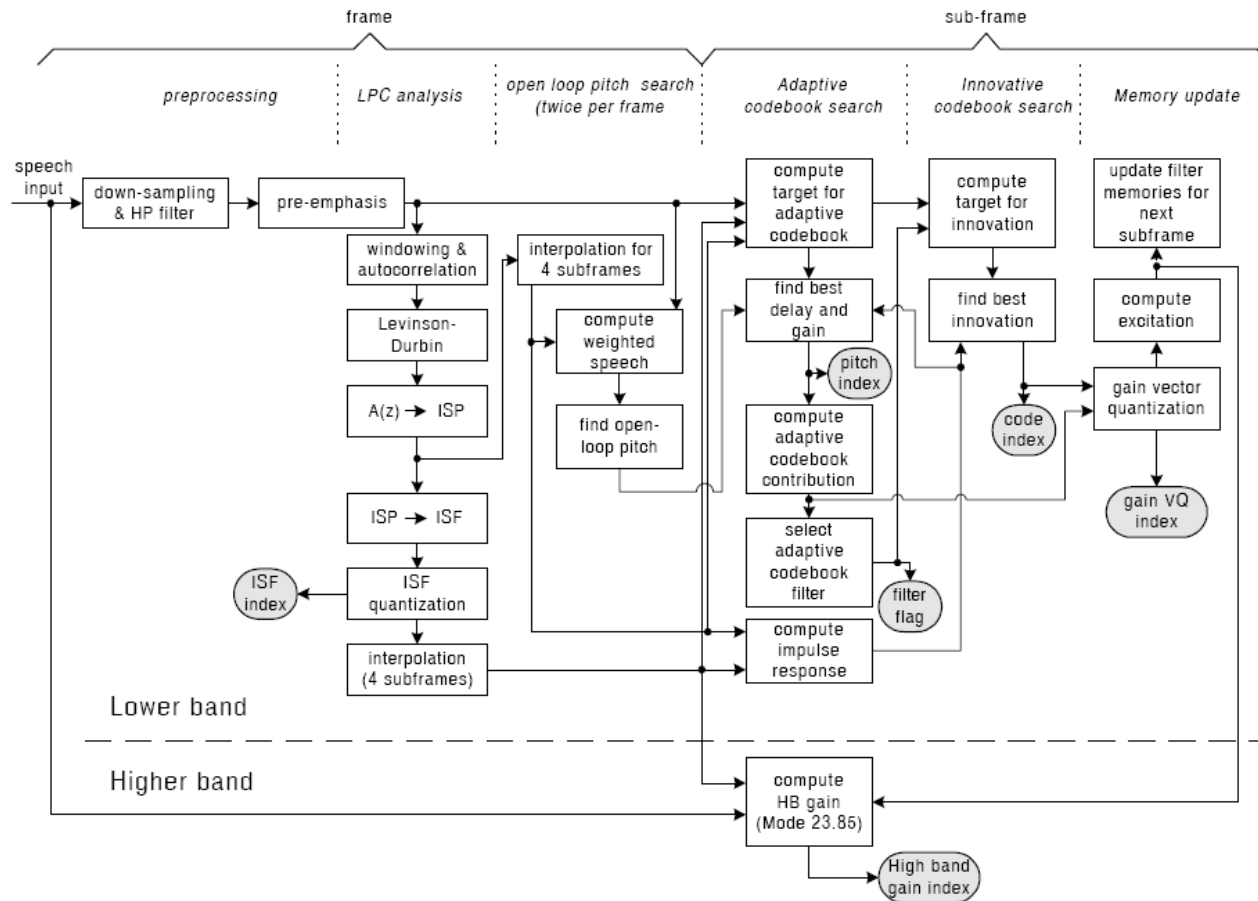 frame
sub-frame
preprocessing
LPC analysis
open loop pitch search
(twice per frame
Adaptive
codebook search
Innovative
codebook search
Memory update
speech
input
down-sampling
& HP filter
pre-emphasis
windowing &
autocorrelation
Levinson-
Durbin
A(z) → ISP
ISP → ISF
ISF
index
ISF
quantization
interpolation
(4 subframes)
interpolation for
4 subframes
compute
weighted
speech
find open-
loop pitch
compute
target for
adaptive
codebook
find best
delay and
gain
pitch
index
compute
adaptive
codebook
contribution
select
adaptive
codebook
filter
filter
flag
compute
impulse
response
compute
target for
innovation
find best
innovation
code
index
update filter
memories for
next
subframe
compute
excitation
gain vector
quantization
gain VQ
index
Lower band
Higher band
compute
HB gain
(Mode 23.85)
High band
gain index